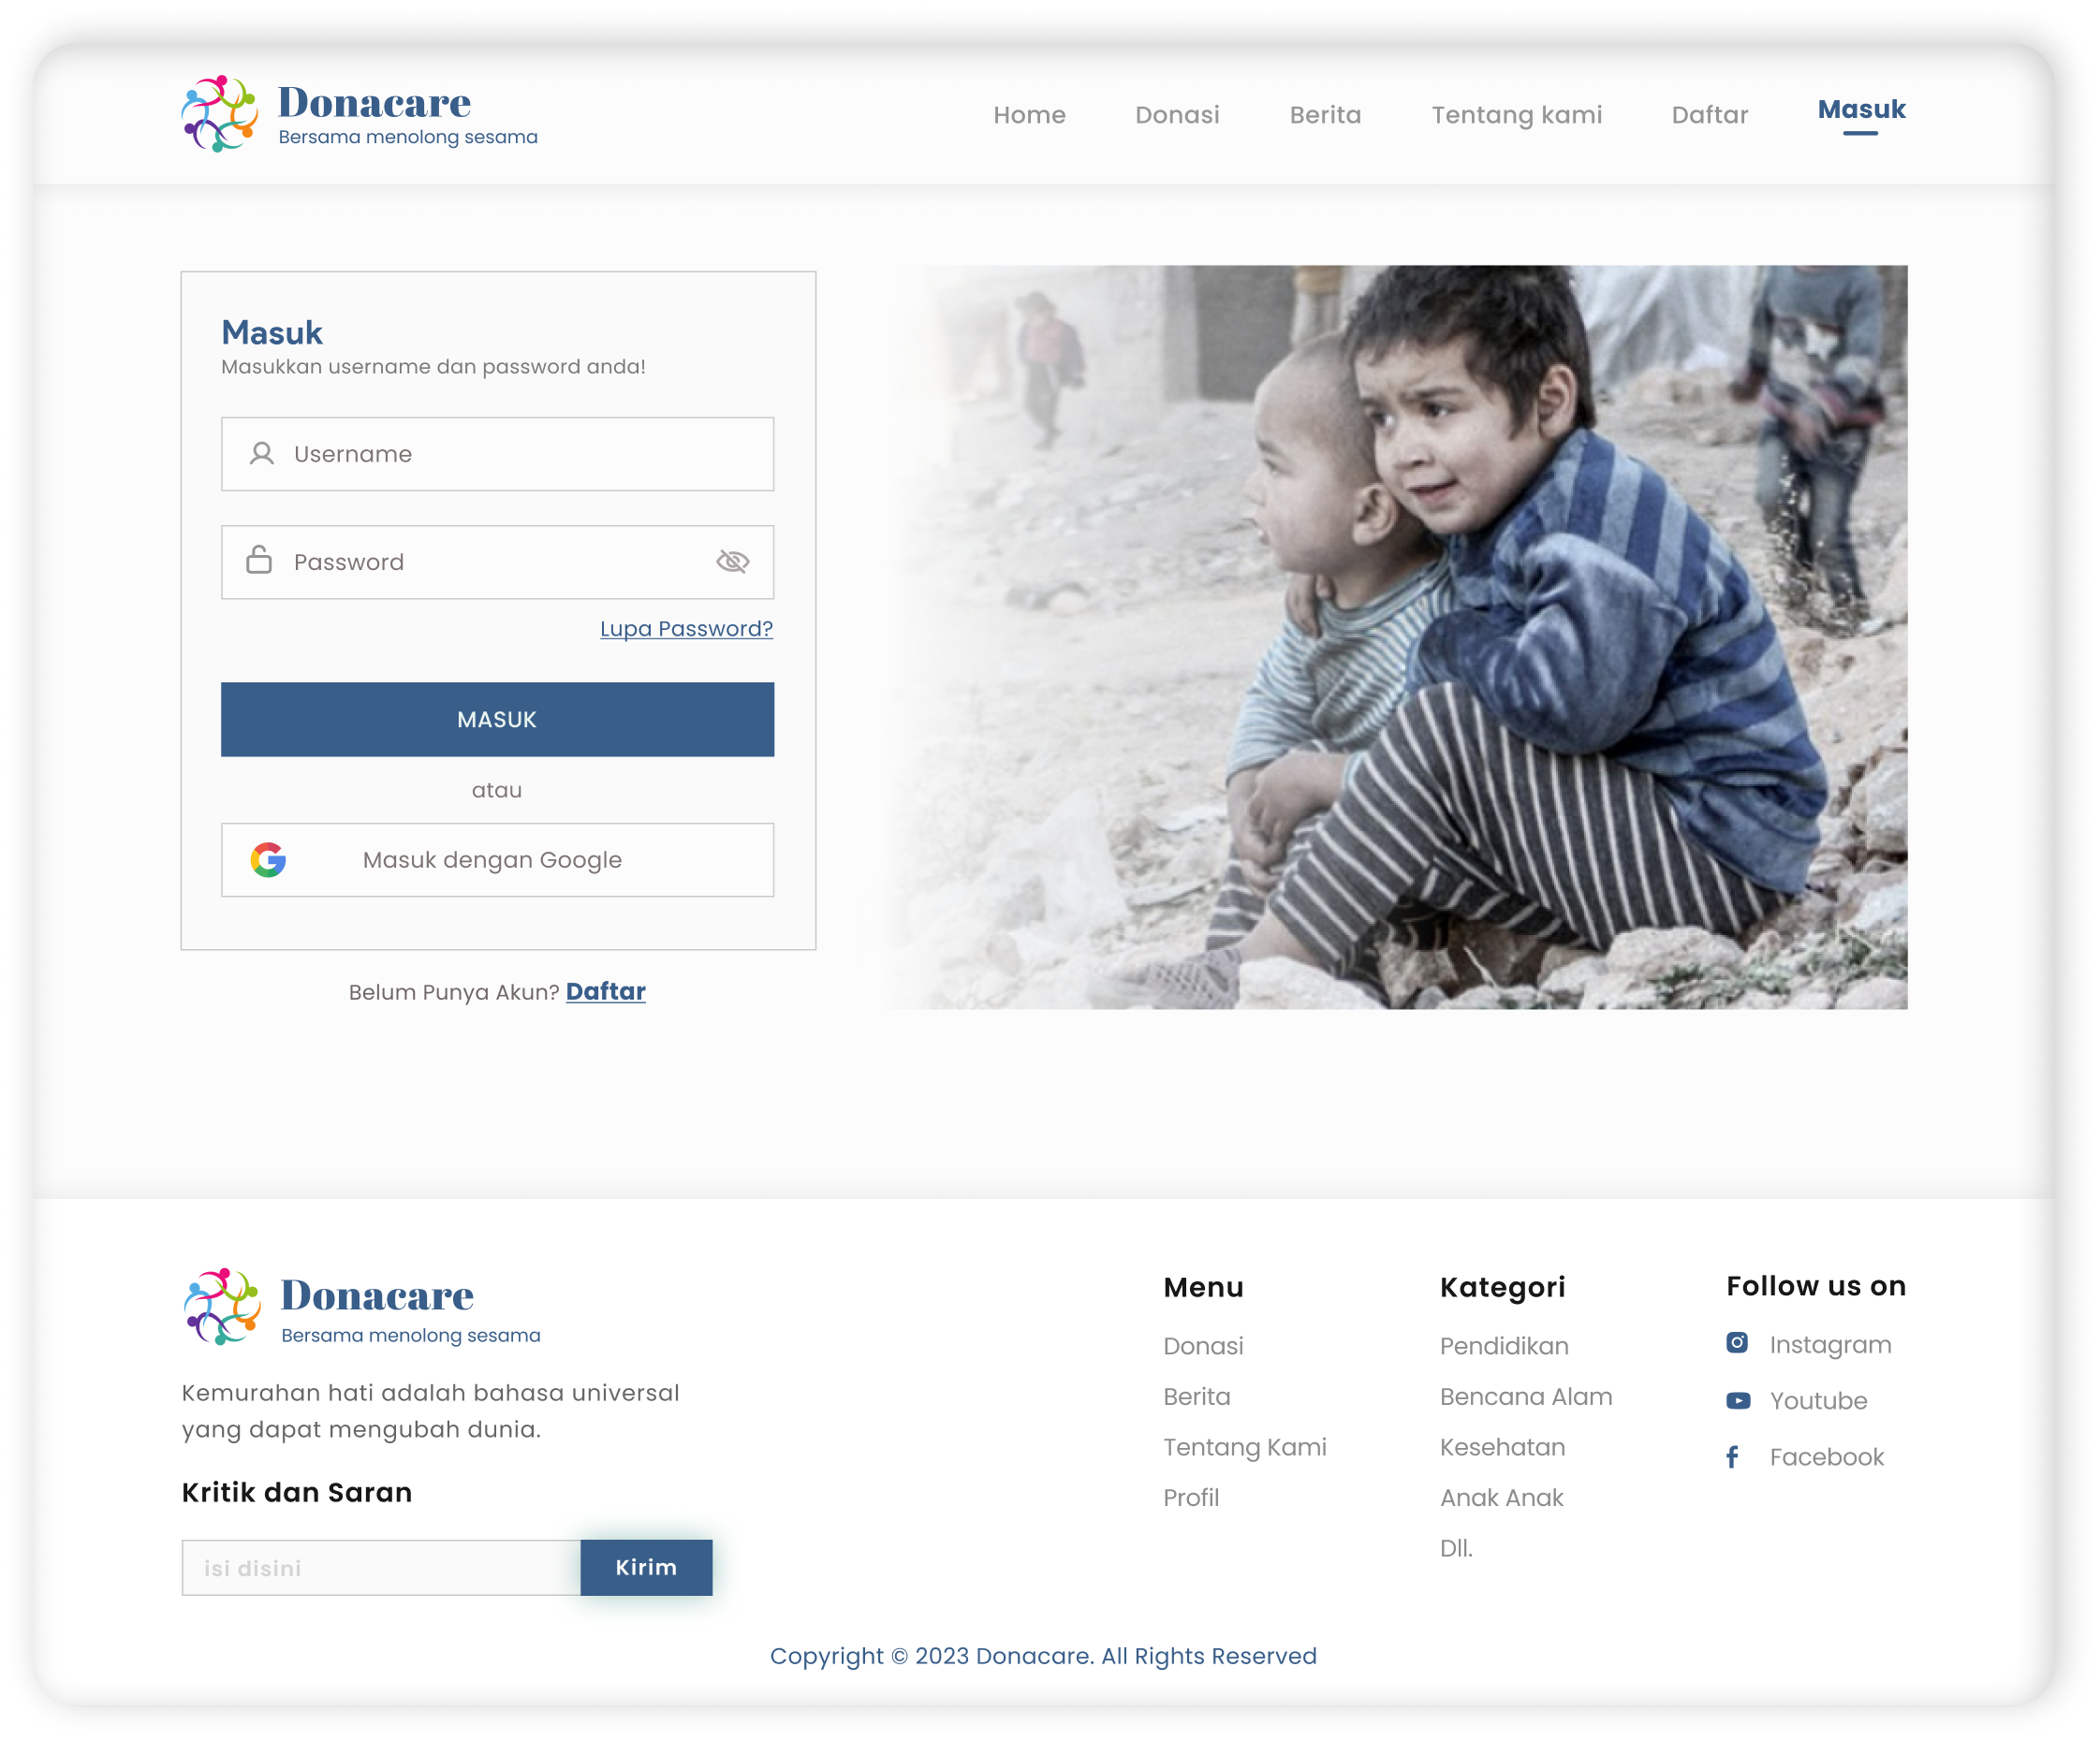 Donacare
Bersama menolong sesama
Home Donasi Berita Tentang kami Daftar Masuk
Masuk
Masukkan username dan password anda!
Username
Password
Lupa Password?
MASUK
atau
Masuk dengan Google
Belum Punya Akun? Daftar
Donacare
Bersama menolong sesama
Kemurahan hati adalah bahasa universal
yang dapat mengubah dunia.
Kritik dan Saran
isi disini
Kirim
Menu
Donasi
Berita
Tentang Kami
Profil
Kategori
Pendidikan
Bencana Alam
Kesehatan
Anak Anak
Dll.
Follow us on
Instagram
Youtube
Facebook
Copyright © 2023 Donacare. All Rights Reserved